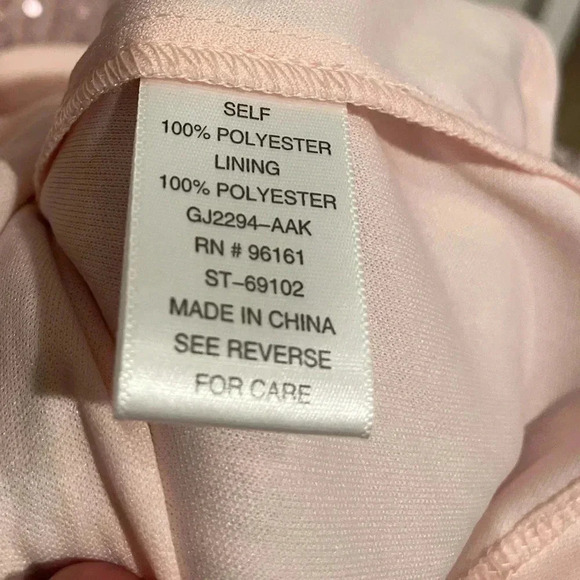 SELF
100% POLYESTER
LINING
100% POLYESTER
GJ2294–AAK
RN # 96161
ST–69102
MADE IN CHINA
SEE REVERSE
FOR CARE